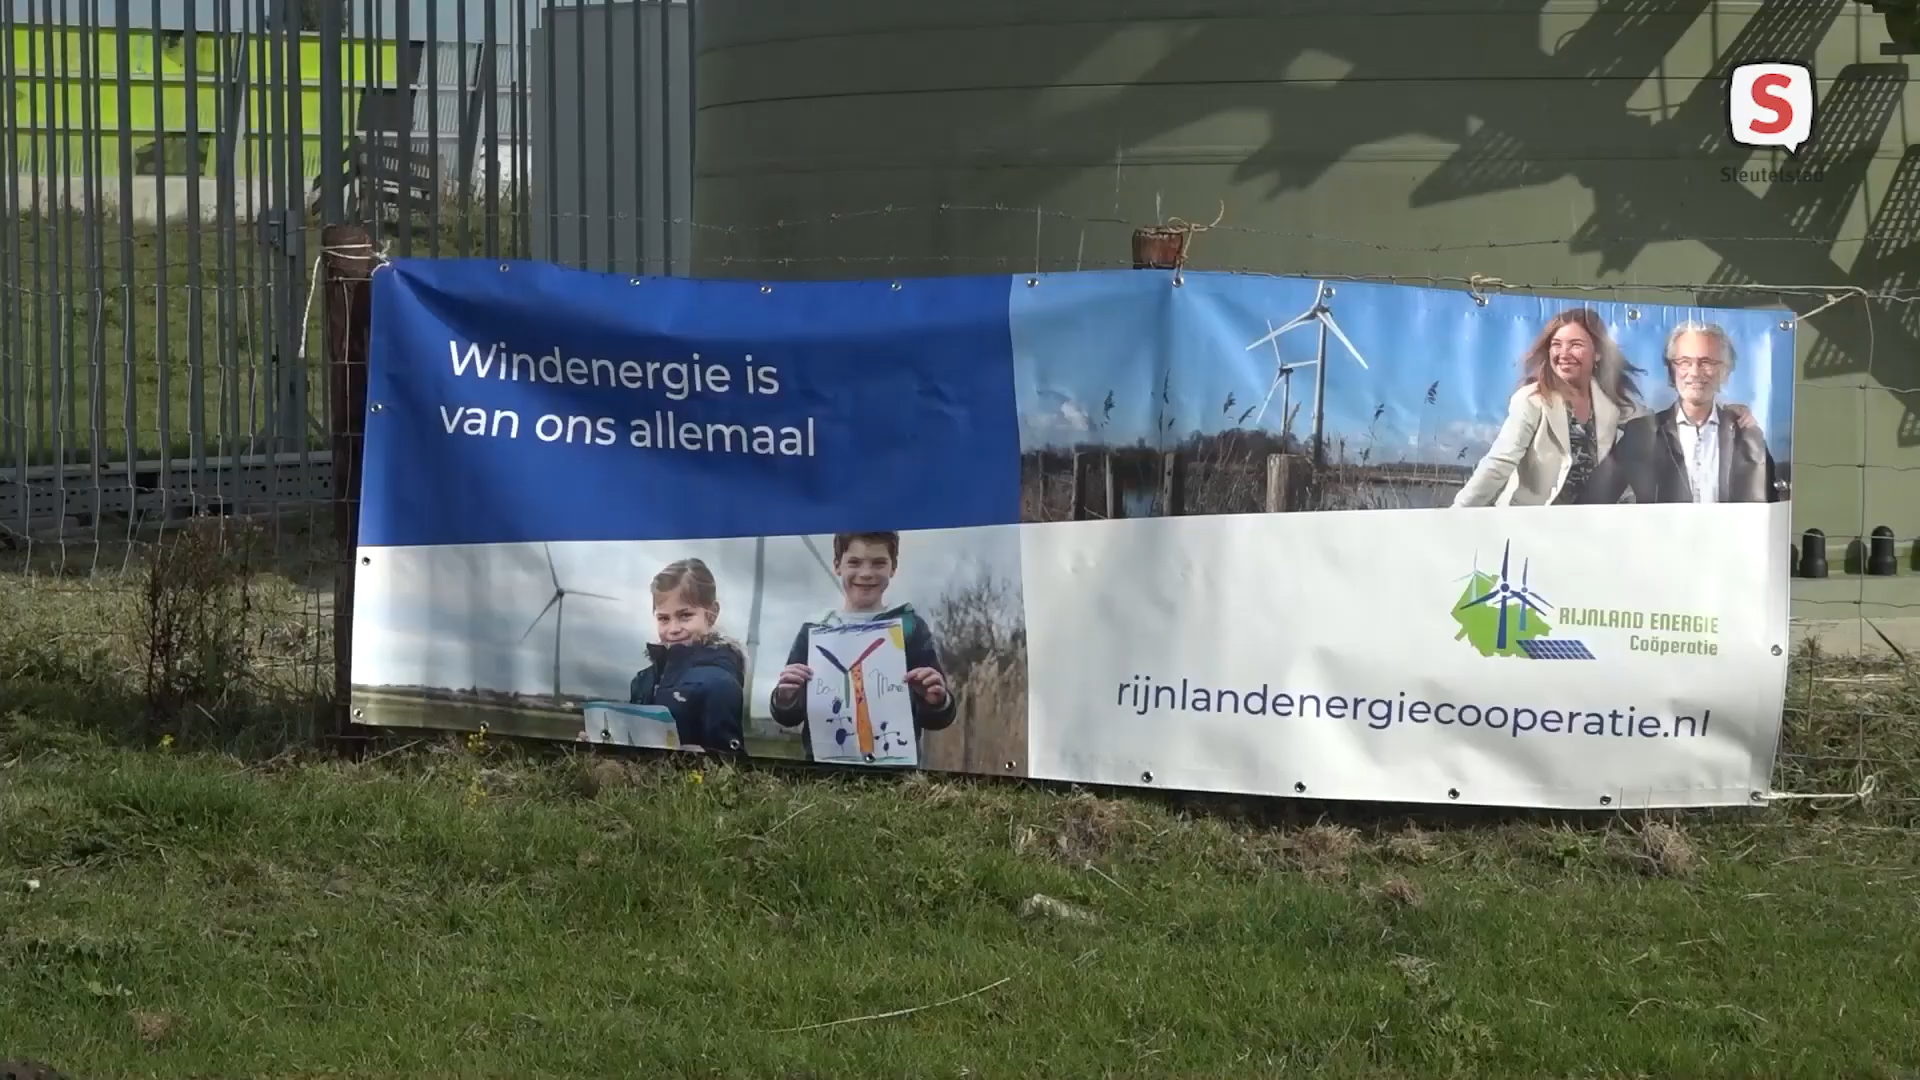 S
Sleutelstad
Windenergie is
van ons allemaal
RIJNLAND ENERGIE
Coöperatie
rijnlandenergiecooperatie.nl